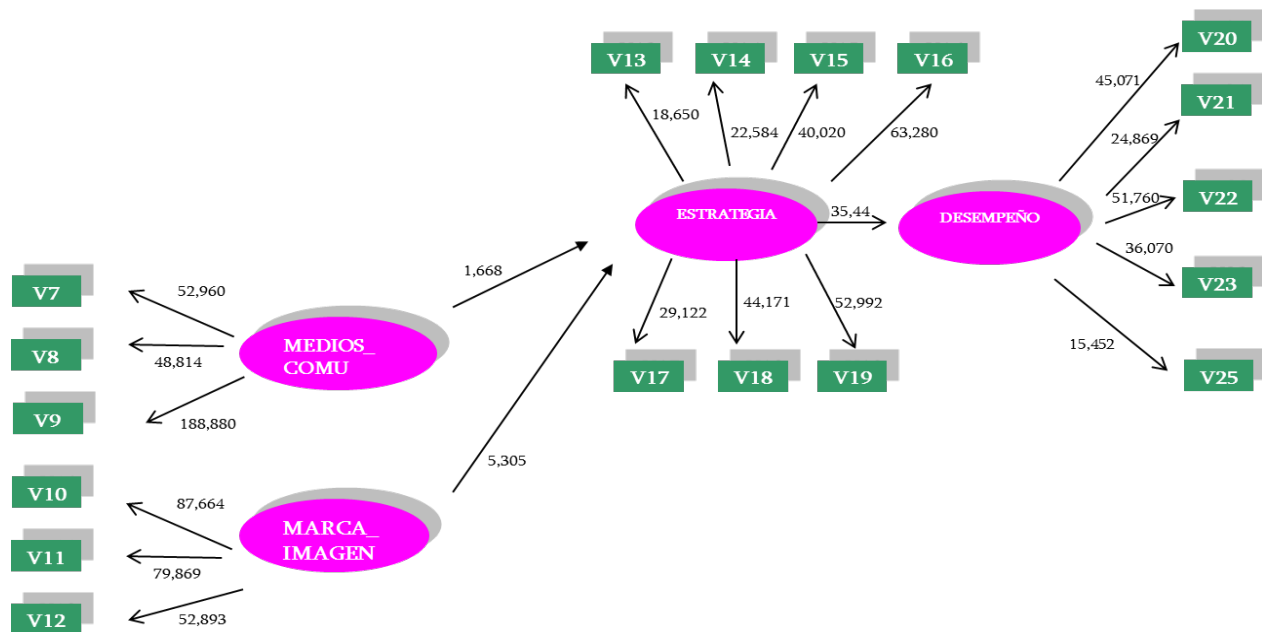 V13
V14
V15
V16
V20
V21
18,650
22,584
40,020
63,280
45,071
24,869
ESTRATEGIA
35,44
DESEMPEÑO
51,760
V22
36,070
V23
15,452
V25
29,122
44,171
52,992
V17
V18
V19
1,668
5,305
V7
52,960
V8
48,814
V9
188,880
MEDIOS_
COMU
V10
87,664
V11
79,869
V12
52,893
MARCA_
IMAGEN